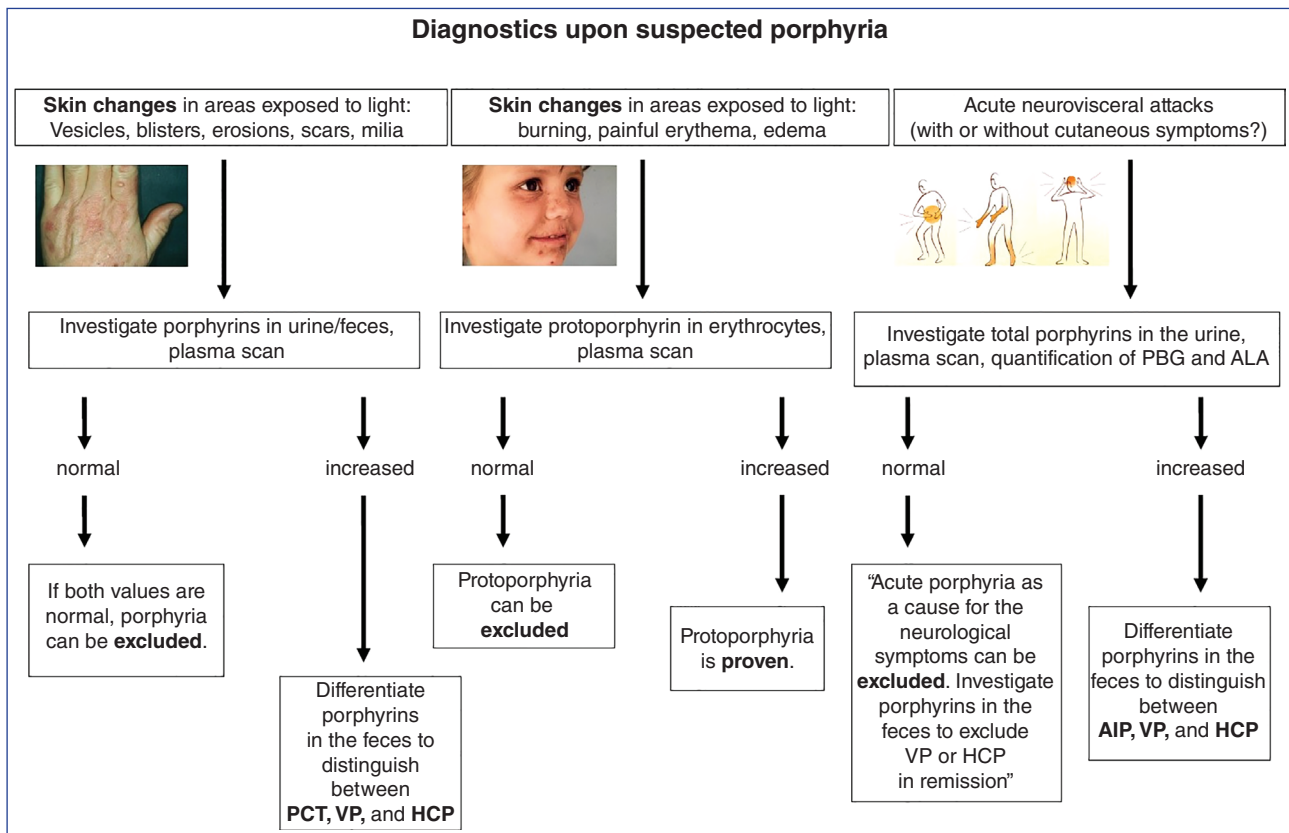 Diagnostics upon suspected porphyria
Skin changes in areas exposed to light:
Vesicles, blisters, erosions, scars, milia
Skin changes in areas exposed to light:
burning, painful erythema, edema
Acute neurovisceral attacks
(with or without cutaneous symptoms?)
Investigate porphyrins in urine/feces,
plasma scan
Investigate protoporphyrin in erythrocytes,
plasma scan
Investigate total porphyrins in the urine,
plasma scan, quantification of PBG and ALA
normal
increased
normal
increased
normal
increased
If both values are
normal, porphyria
can be excluded.
Differentiate
porphyrins
in the feces to
distinguish
between
PCT, VP, and HCP
Protoporphyria
can be
excluded
Protoporphyria
is proven.
“Acute porphyria as
a cause for the
neurological
symptoms can be
excluded. Investigate
porphyrins in the
feces to exclude
VP or HCP
in remission”
Differentiate
porphyrins in the
feces to distinguish
between
AIP, VP, and HCP